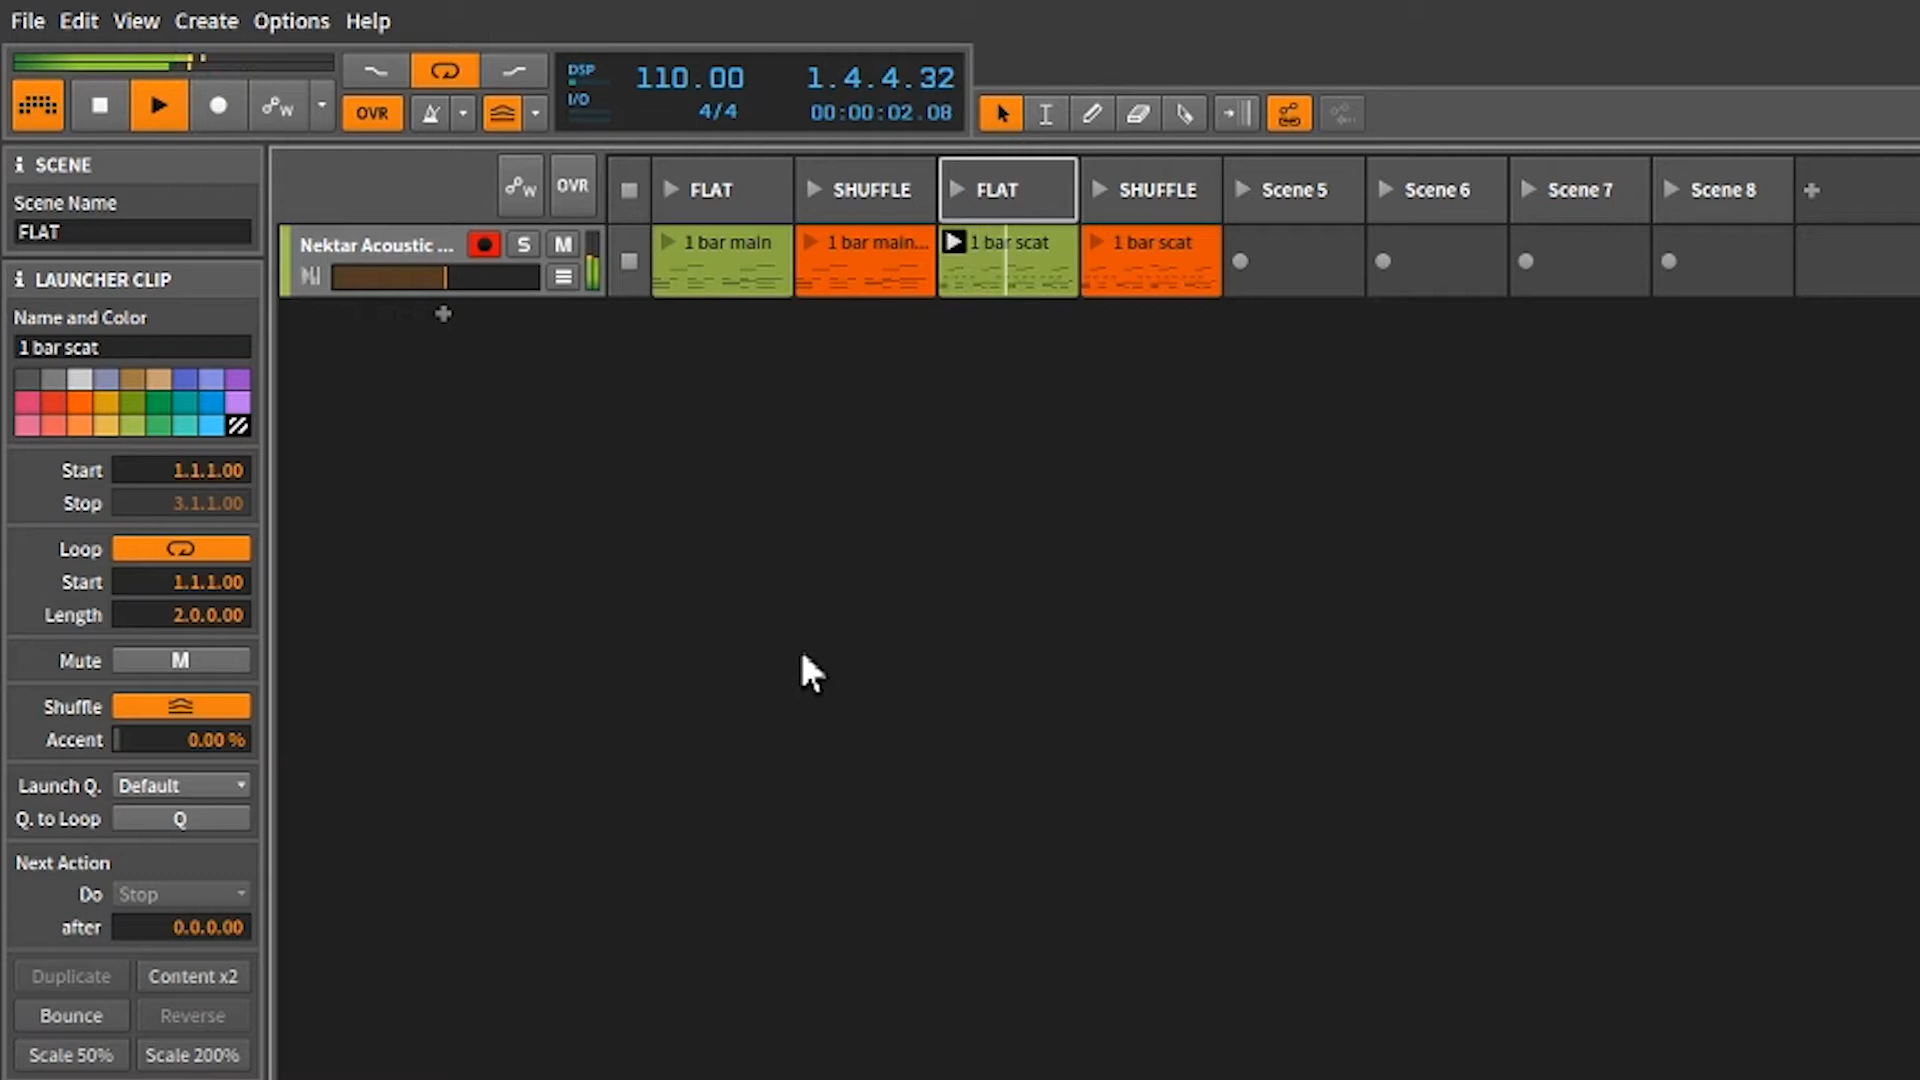 File Edit View Create Options Help
OVR
DSP
I/O
110.00
4/4
1.4.4.32
00:00:02.08
SCENE
Scene Name
FLAT
OVR
FLAT SHUFFLE FLAT SHUFFLE Scene 5 Scene 6 Scene 7 Scene 8
Nektar Acoustic ... S M
1 bar main 1 bar main... 1 bar scat 1 bar scat
LAUNCHER CLIP
Name and Color
1 bar scat
Start 1.1.1.00
Stop 3.1.1.00
Loop
Start 1.1.1.00
Length 2.0.0.00
Mute M
Shuffle
Accent 0.00 %
Launch Q. Default
Q. to Loop Q
Next Action
Do Stop
after 0.0.0.00
Duplicate Content x2
Bounce Reverse
Scale 50% Scale 200%